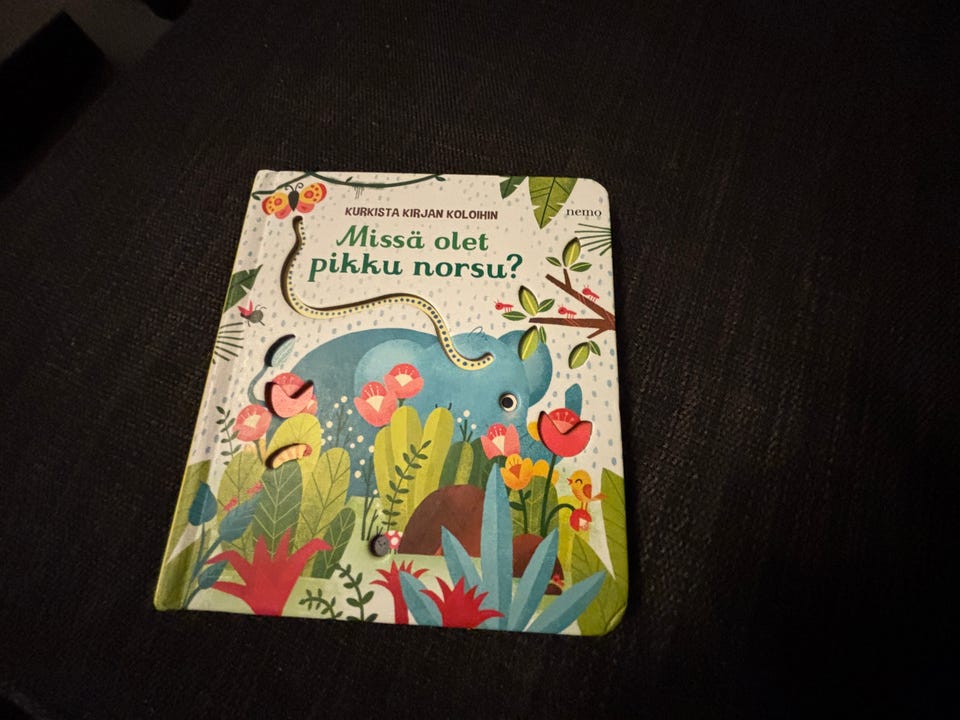 KURKISTA KIRJAN KOLOIHIN
nemo
Missä olet
pikku norsu?